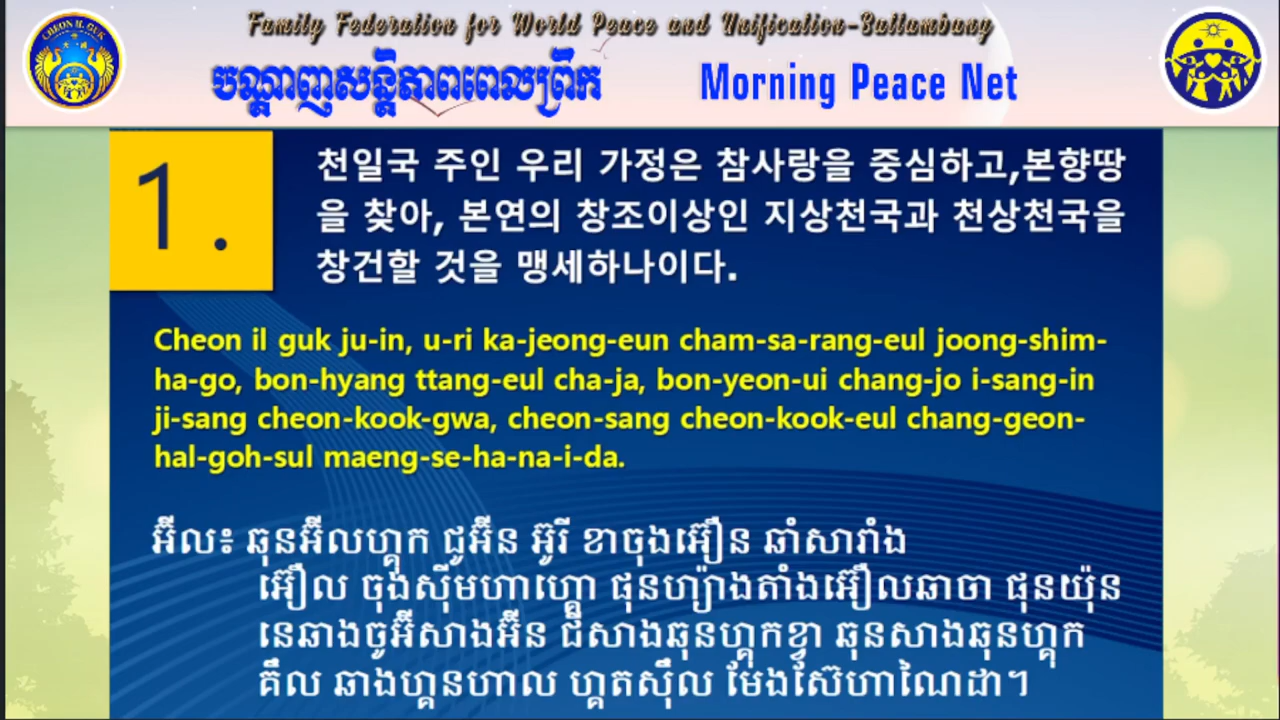 Family Federation for World Peace and Unification-Battambang
បណ្ដាញសន្តិភាពពេលព្រឹក Morning Peace Net
CHEON IL GUK
1.
천일국 주인 우리 가정은 참사랑을 중심하고,본향땅
을 찾아, 본연의 창조이상인 지상천국과 천상천국을
창건할 것을 맹세하나이다.
Cheon il guk ju-in, u-ri ka-jeong-eun cham-sa-rang-eul joong-shim-
ha-go, bon-hyang ttang-eul cha-ja, bon-yeon-ui chang-jo i-sang-in
ji-sang cheon-kook-gwa, cheon-sang cheon-kook-eul chang-geon-
hal-goh-sul maeng-se-ha-na-i-da.
អ៊ីល៖ ឆុនអ៊ីលហ្គុក ជូអ៊ីន អ៊ូរី ខាចុងអ៊ឿន ឆាំសារ៉ាំង
អ៊ឿល ចុងស៊ីមហាហ្គោ ផុនហ្យ៉ាងតាំងអ៊ឿលឆាចា ផុនយ៉ុន
នេឆាងចូអ៊ីសាងអ៊ីន ជីសាងឆុនហ្គុកខ្វា ឆុនសាងឆុនហ្គុក
គឹល ឆាងហ្គនហាល ហ្គតស៊ឹល ម៉ែងស៊ែហាណៃដា។